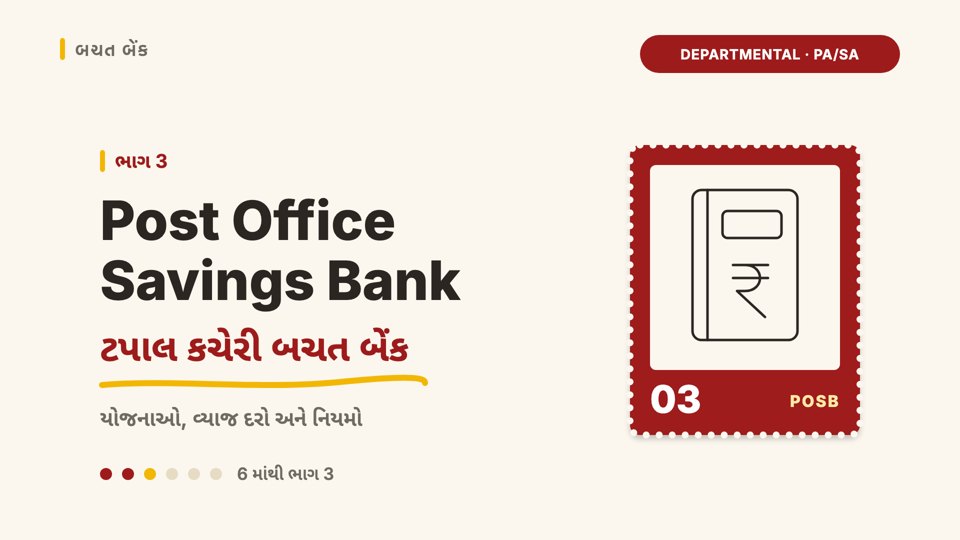 બચત બેંક
DEPARTMENTAL · PA/SA
ભાગ 3
Post Office
Savings Bank
ટપાલ કચેરી બચત બેંક
યોજનાઓ, વ્યાજ દરો અને નિયમો
6 માંથી ભાગ 3
₹
03
POSB